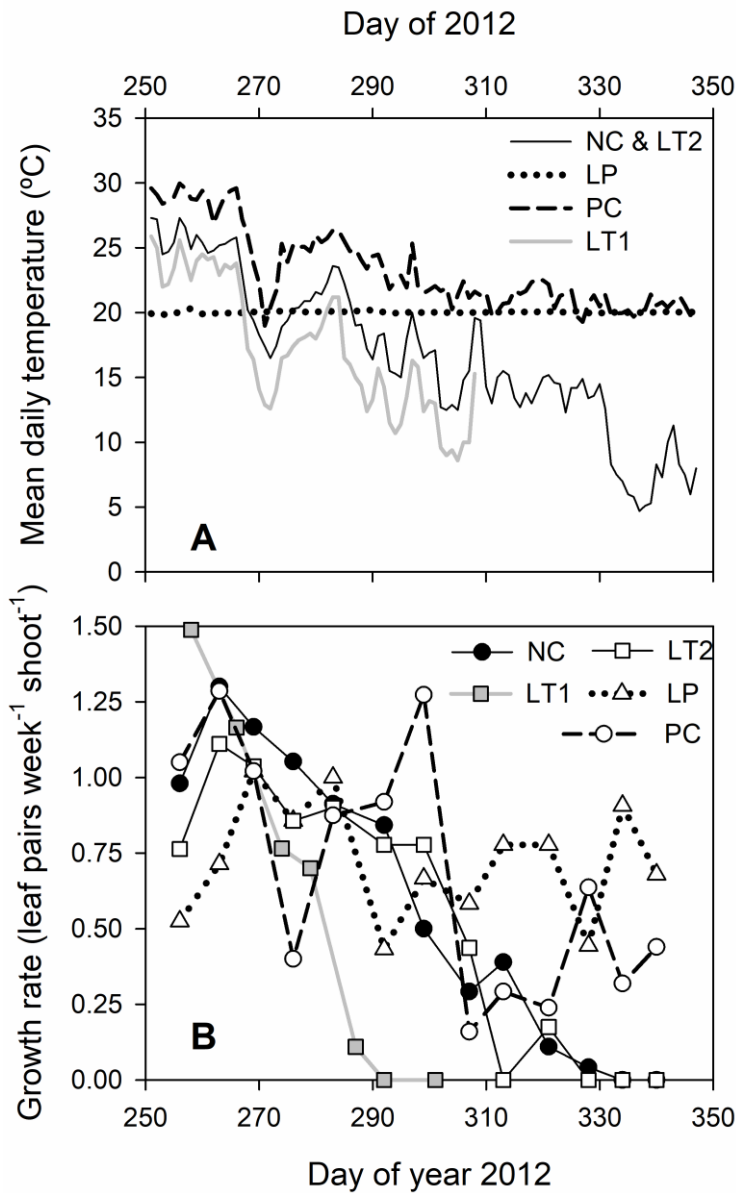 Day of 2012
250 270 290 310 330 350
35
30
25
20
15
10
5
0
Mean daily temperature (ºC)
NC & LT2
LP
PC
LT1
A
1.50
1.25
1.00
0.75
0.50
0.25
0.00
Growth rate (leaf pairs week⁻¹ shoot⁻¹)
NC LT2
LT1 LP
PC
B
250 270 290 310 330 350
Day of year 2012